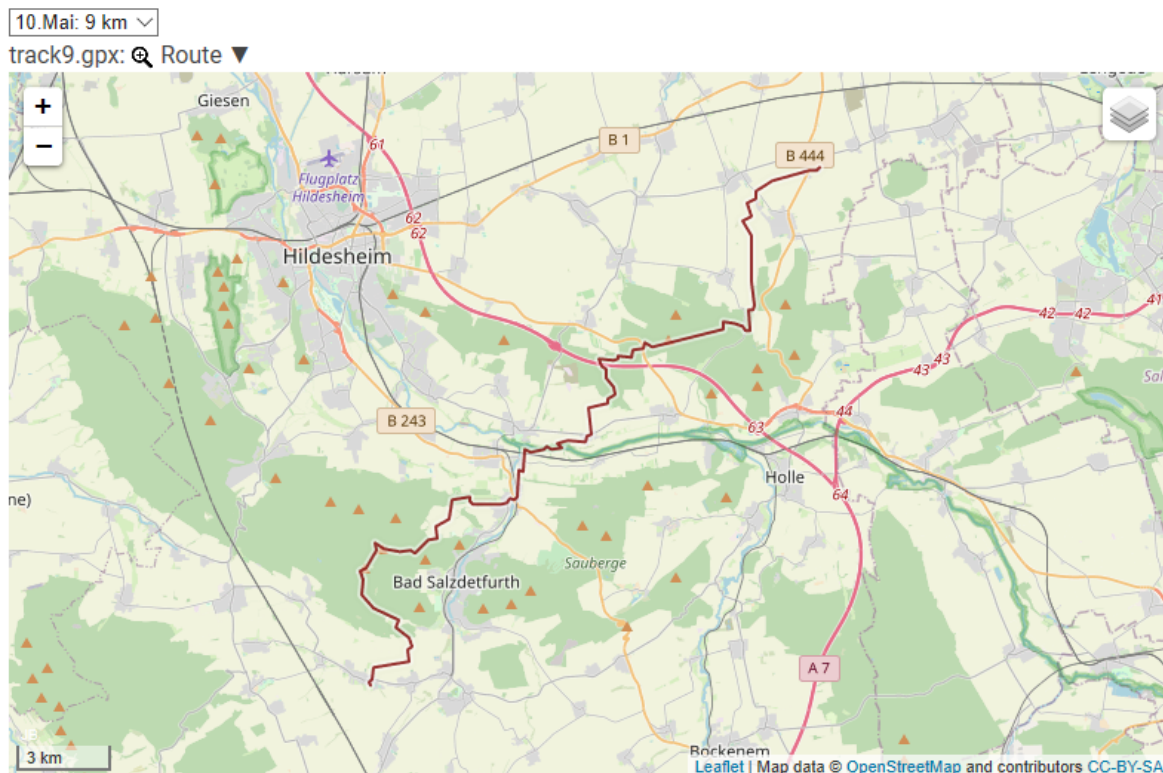 10.Mai: 9 km
track9.gpx: Route ▼
Giesen
+
−
61
B 1
B 444
Flugplatz
Hildesheim
62
62
Hildesheim
41
42
42
43
43
B 243
44
63
Holle
64
ne)
Sauberge
Bad Salzdetfurth
A 7
Bockenem
3 km
Leaflet | Map data © OpenStreetMap and contributors CC-BY-SA